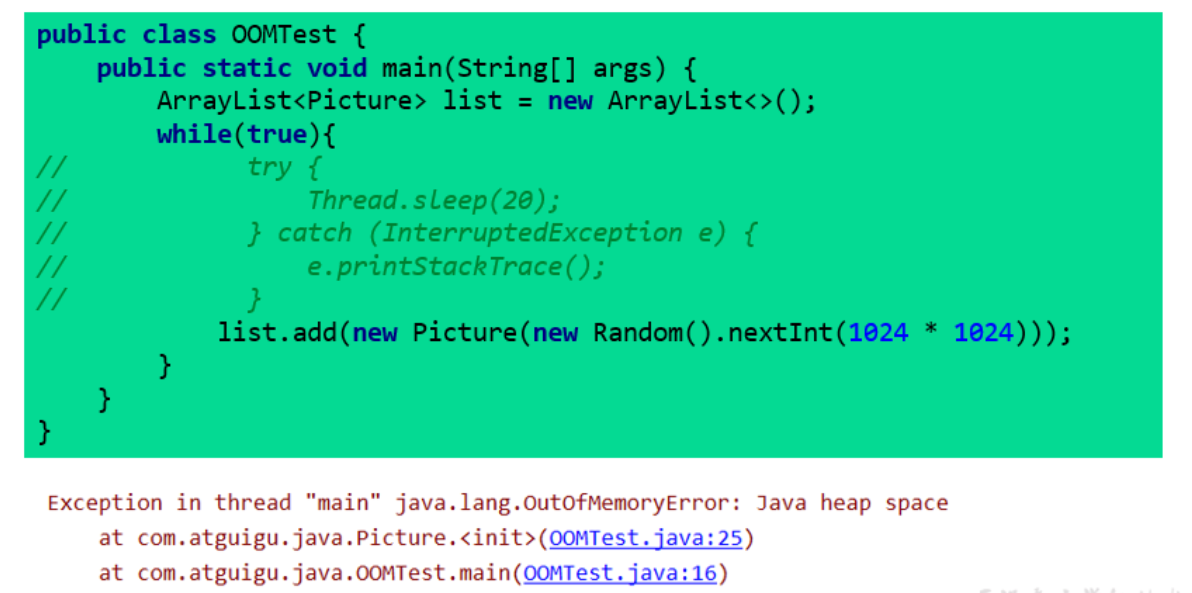 public class OOMTest {
    public static void main(String[] args) {
        ArrayList<Picture> list = new ArrayList<>();
        while(true){
//            try {
//                Thread.sleep(20);
//            } catch (InterruptedException e) {
//                e.printStackTrace();
//            }
            list.add(new Picture(new Random().nextInt(1024 * 1024)));
        }
    }
}
Exception in thread "main" java.lang.OutOfMemoryError: Java heap space
    at com.atguigu.java.Picture.<init>(OOMTest.java:25)
    at com.atguigu.java.OOMTest.main(OOMTest.java:16)